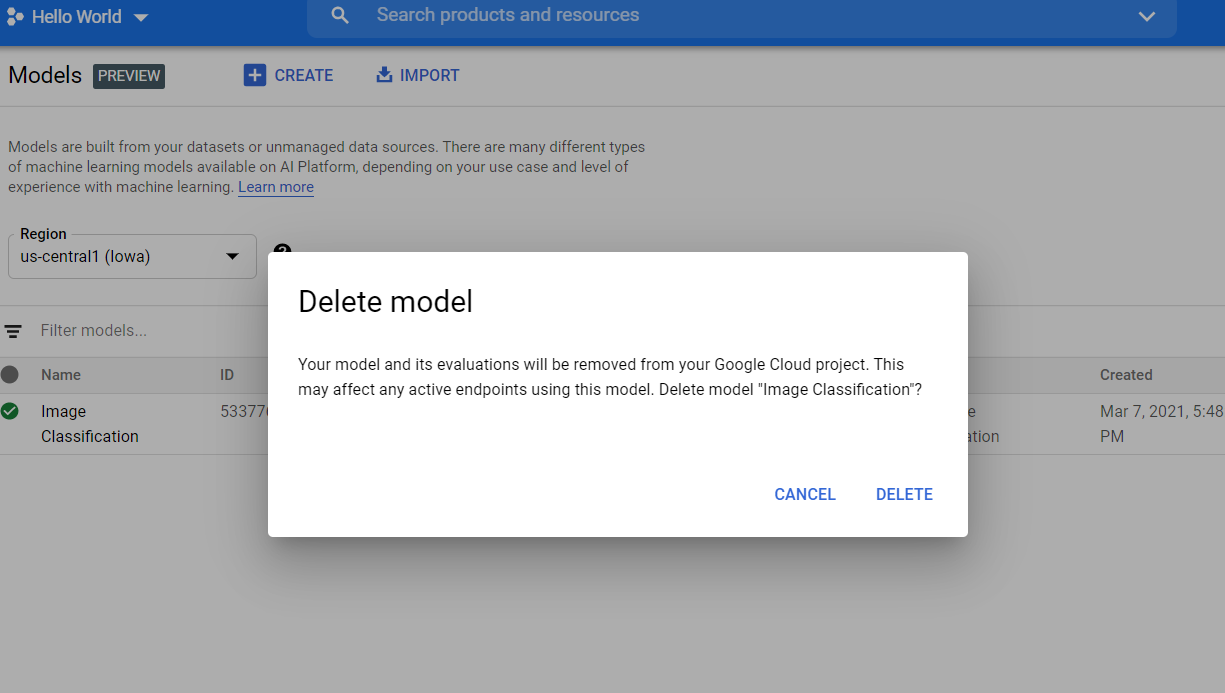 Hello World
Search products and resources
Models PREVIEW CREATE IMPORT
Models are built from your datasets or unmanaged data sources. There are many different types
of machine learning models available on AI Platform, depending on your use case and level of
experience with machine learning. Learn more
Region
us-central1 (Iowa)
?
Delete model
Your model and its evaluations will be removed from your Google Cloud project. This
may affect any active endpoints using this model. Delete model "Image Classification"?
CANCEL DELETE
Filter models...
Name ID Created
Image Mar 7, 2021, 5:48
Classification PM